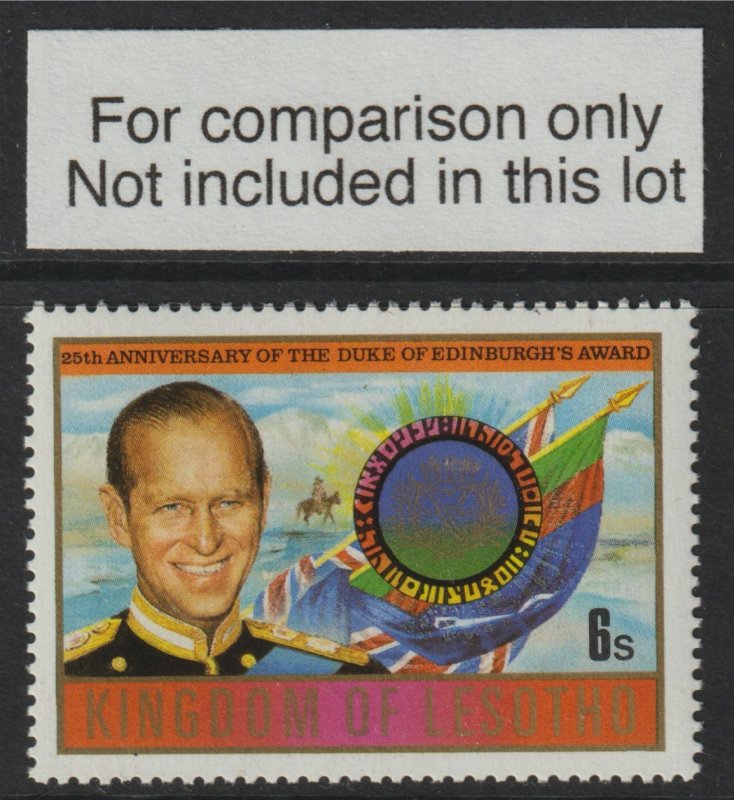 For comparison only
Not included in this lot
25th ANNIVERSARY OF THE DUKE OF EDINBURGH'S AWARD
6s
KINGDOM OF LESOTHO